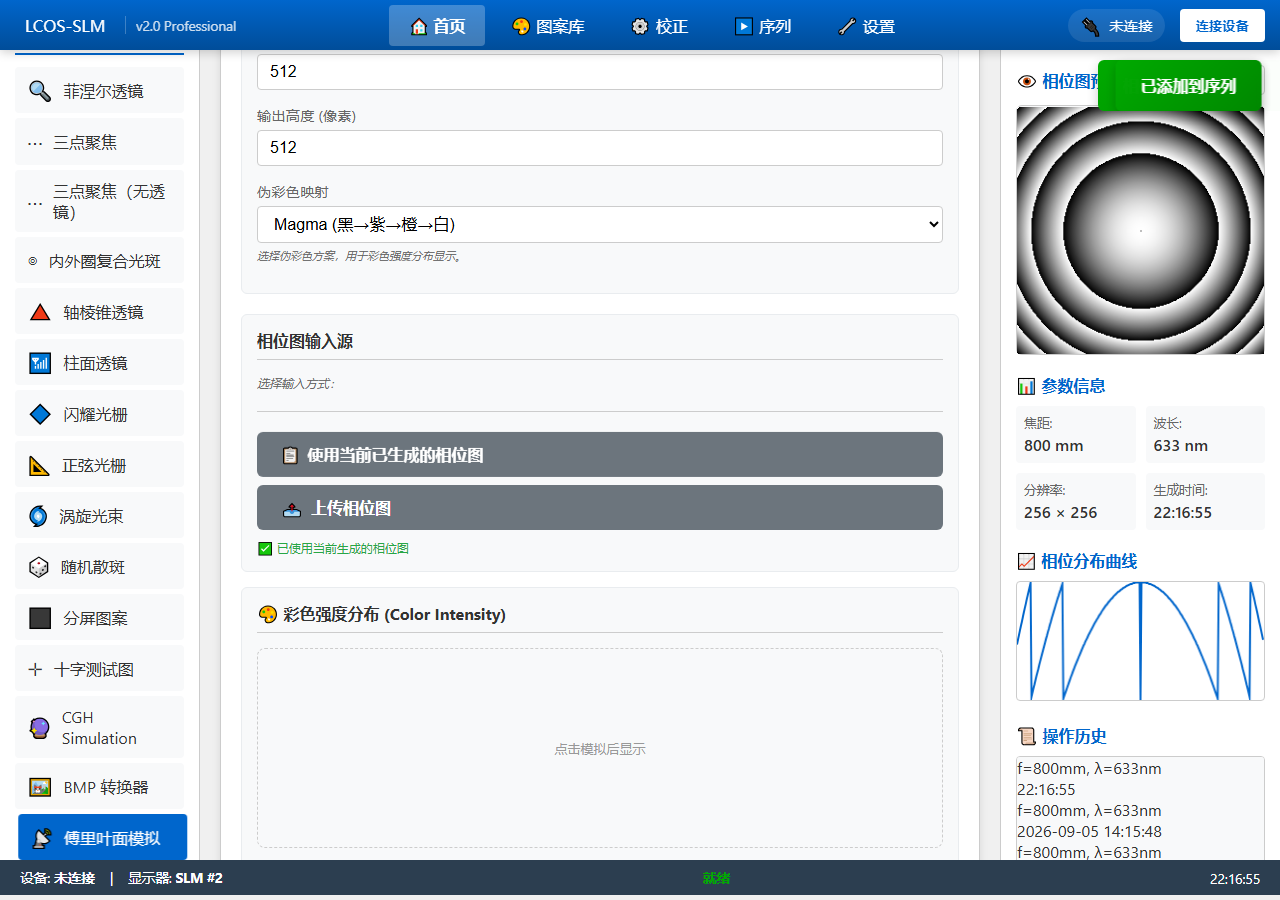 LCOS-SLM
v2.0 Professional
首页
图案库
校正
序列
设置
未连接
连接设备
菲涅尔透镜
三点聚焦
三点聚焦（无透
镜）
内外圈复合光斑
轴棱锥透镜
柱面透镜
闪耀光栅
正弦光栅
涡旋光束
随机散斑
分屏图案
十字测试图
CGH
Simulation
BMP 转换器
傅里叶面模拟
512
输出高度 (像素)
512
伪彩色映射
Magma (黑→紫→橙→白)
选择伪彩色方案，用于彩色强度分布显示。
相位图输入源
选择输入方式：
使用当前已生成的相位图
上传相位图
已使用当前生成的相位图
彩色强度分布 (Color Intensity)
点击模拟后显示
相位图预
已添加到序列
参数信息
焦距:
800 mm
波长:
633 nm
分辨率:
256 × 256
生成时间:
22:16:55
相位分布曲线
操作历史
f=800mm, λ=633nm
22:16:55
f=800mm, λ=633nm
2026-09-05 14:15:48
f=800mm, λ=633nm
设备: 未连接 | 显示器: SLM #2
就绪
22:16:55